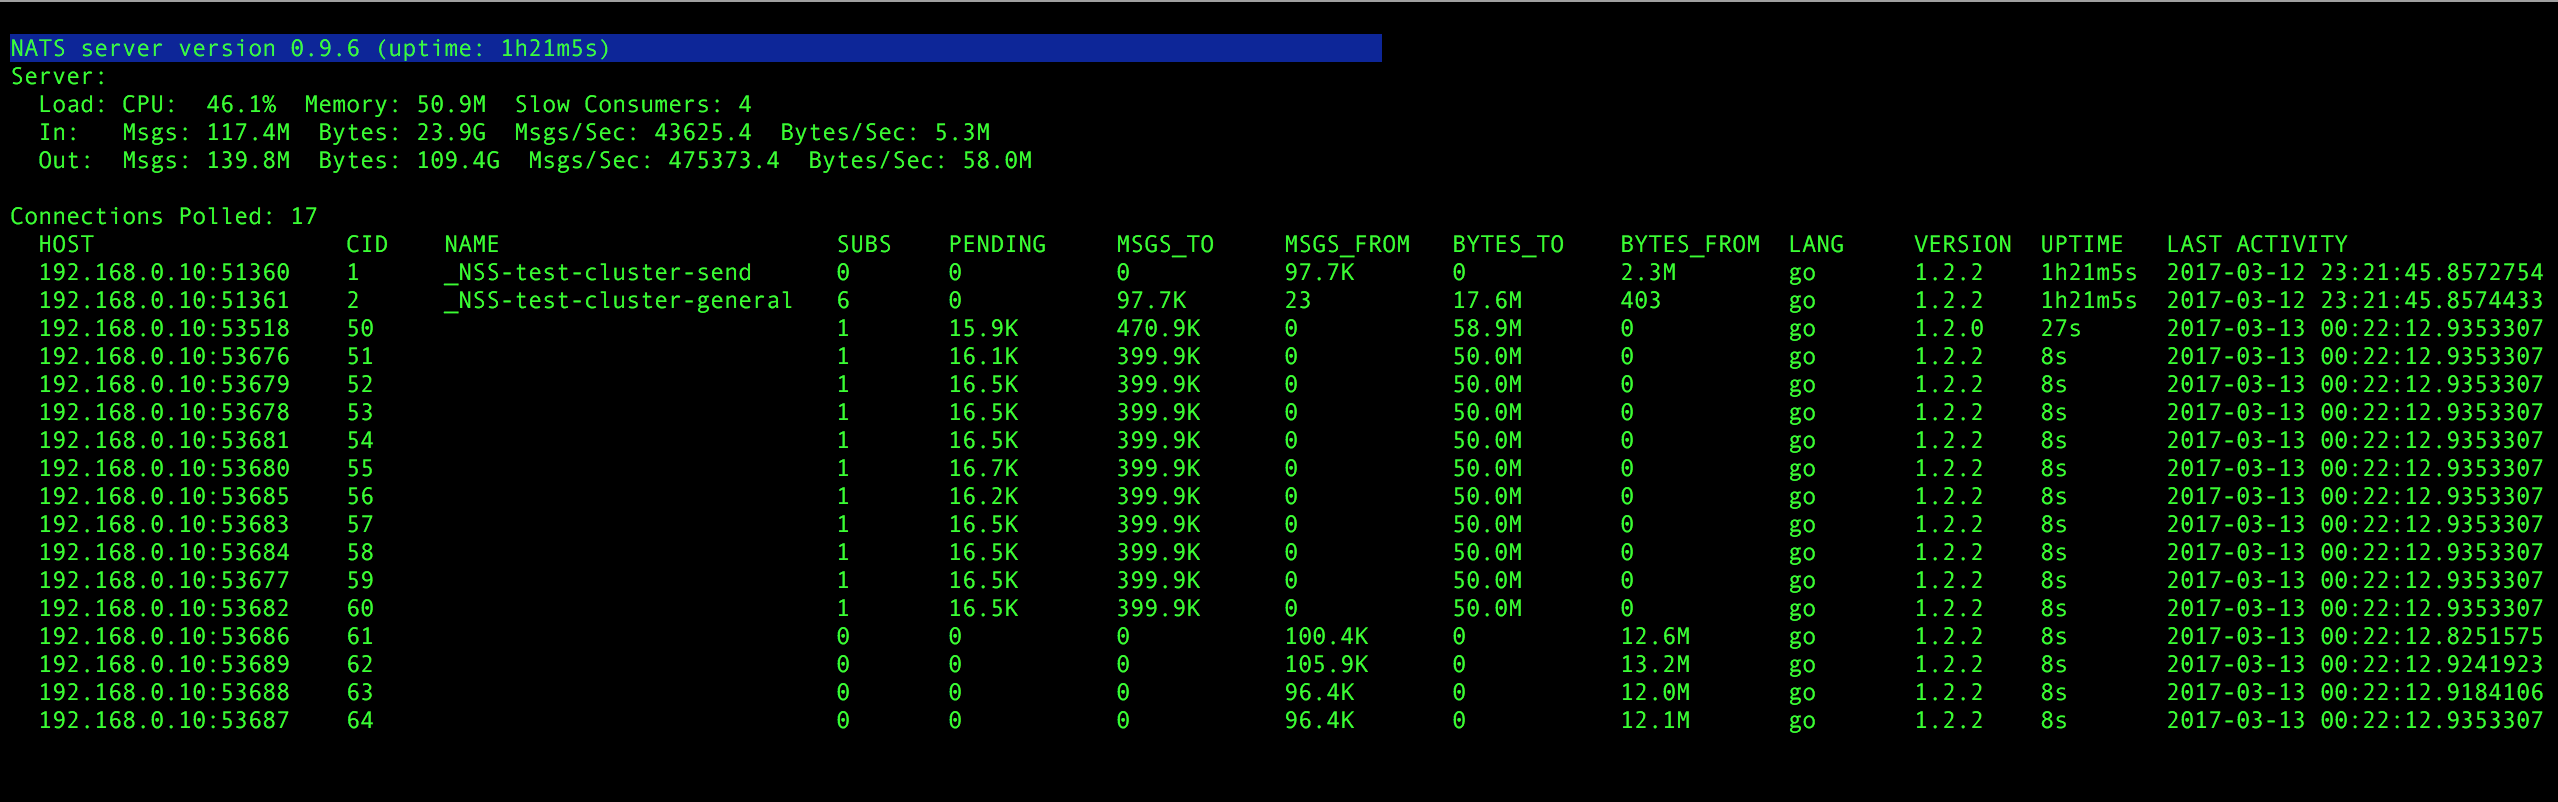 NATS server version 0.9.6 (uptime: 1h21m5s)
Server:
  Load: CPU:  46.1%  Memory: 50.9M  Slow Consumers: 4
  In:   Msgs: 117.4M  Bytes: 23.9G  Msgs/Sec: 43625.4  Bytes/Sec: 5.3M
  Out:  Msgs: 139.8M  Bytes: 109.4G  Msgs/Sec: 475373.4  Bytes/Sec: 58.0M
Connections Polled: 17
  HOST                  CID    NAME                        SUBS    PENDING     MSGS_TO     MSGS_FROM   BYTES_TO    BYTES_FROM  LANG     VERSION  UPTIME   LAST ACTIVITY
  192.168.0.10:51360    1      _NSS-test-cluster-send      0       0           0           97.7K       0           2.3M        go       1.2.2    1h21m5s  2017-03-12 23:21:45.8572754
  192.168.0.10:51361    2      _NSS-test-cluster-general   6       0           97.7K       23          17.6M       403         go       1.2.2    1h21m5s  2017-03-12 23:21:45.8574433
  192.168.0.10:53518    50                                 1       15.9K       470.9K      0           58.9M       0           go       1.2.0    27s      2017-03-13 00:22:12.9353307
  192.168.0.10:53676    51                                 1       16.1K       399.9K      0           50.0M       0           go       1.2.2    8s       2017-03-13 00:22:12.9353307
  192.168.0.10:53679    52                                 1       16.5K       399.9K      0           50.0M       0           go       1.2.2    8s       2017-03-13 00:22:12.9353307
  192.168.0.10:53678    53                                 1       16.5K       399.9K      0           50.0M       0           go       1.2.2    8s       2017-03-13 00:22:12.9353307
  192.168.0.10:53681    54                                 1       16.5K       399.9K      0           50.0M       0           go       1.2.2    8s       2017-03-13 00:22:12.9353307
  192.168.0.10:53680    55                                 1       16.7K       399.9K      0           50.0M       0           go       1.2.2    8s       2017-03-13 00:22:12.9353307
  192.168.0.10:53685    56                                 1       16.2K       399.9K      0           50.0M       0           go       1.2.2    8s       2017-03-13 00:22:12.9353307
  192.168.0.10:53683    57                                 1       16.5K       399.9K      0           50.0M       0           go       1.2.2    8s       2017-03-13 00:22:12.9353307
  192.168.0.10:53684    58                                 1       16.5K       399.9K      0           50.0M       0           go       1.2.2    8s       2017-03-13 00:22:12.9353307
  192.168.0.10:53677    59                                 1       16.5K       399.9K      0           50.0M       0           go       1.2.2    8s       2017-03-13 00:22:12.9353307
  192.168.0.10:53682    60                                 1       16.5K       399.9K      0           50.0M       0           go       1.2.2    8s       2017-03-13 00:22:12.9353307
  192.168.0.10:53686    61                                 0       0           0           100.4K      0           12.6M       go       1.2.2    8s       2017-03-13 00:22:12.8251575
  192.168.0.10:53689    62                                 0       0           0           105.9K      0           13.2M       go       1.2.2    8s       2017-03-13 00:22:12.9241923
  192.168.0.10:53688    63                                 0       0           0           96.4K       0           12.0M       go       1.2.2    8s       2017-03-13 00:22:12.9184106
  192.168.0.10:53687    64                                 0       0           0           96.4K       0           12.1M       go       1.2.2    8s       2017-03-13 00:22:12.9353307